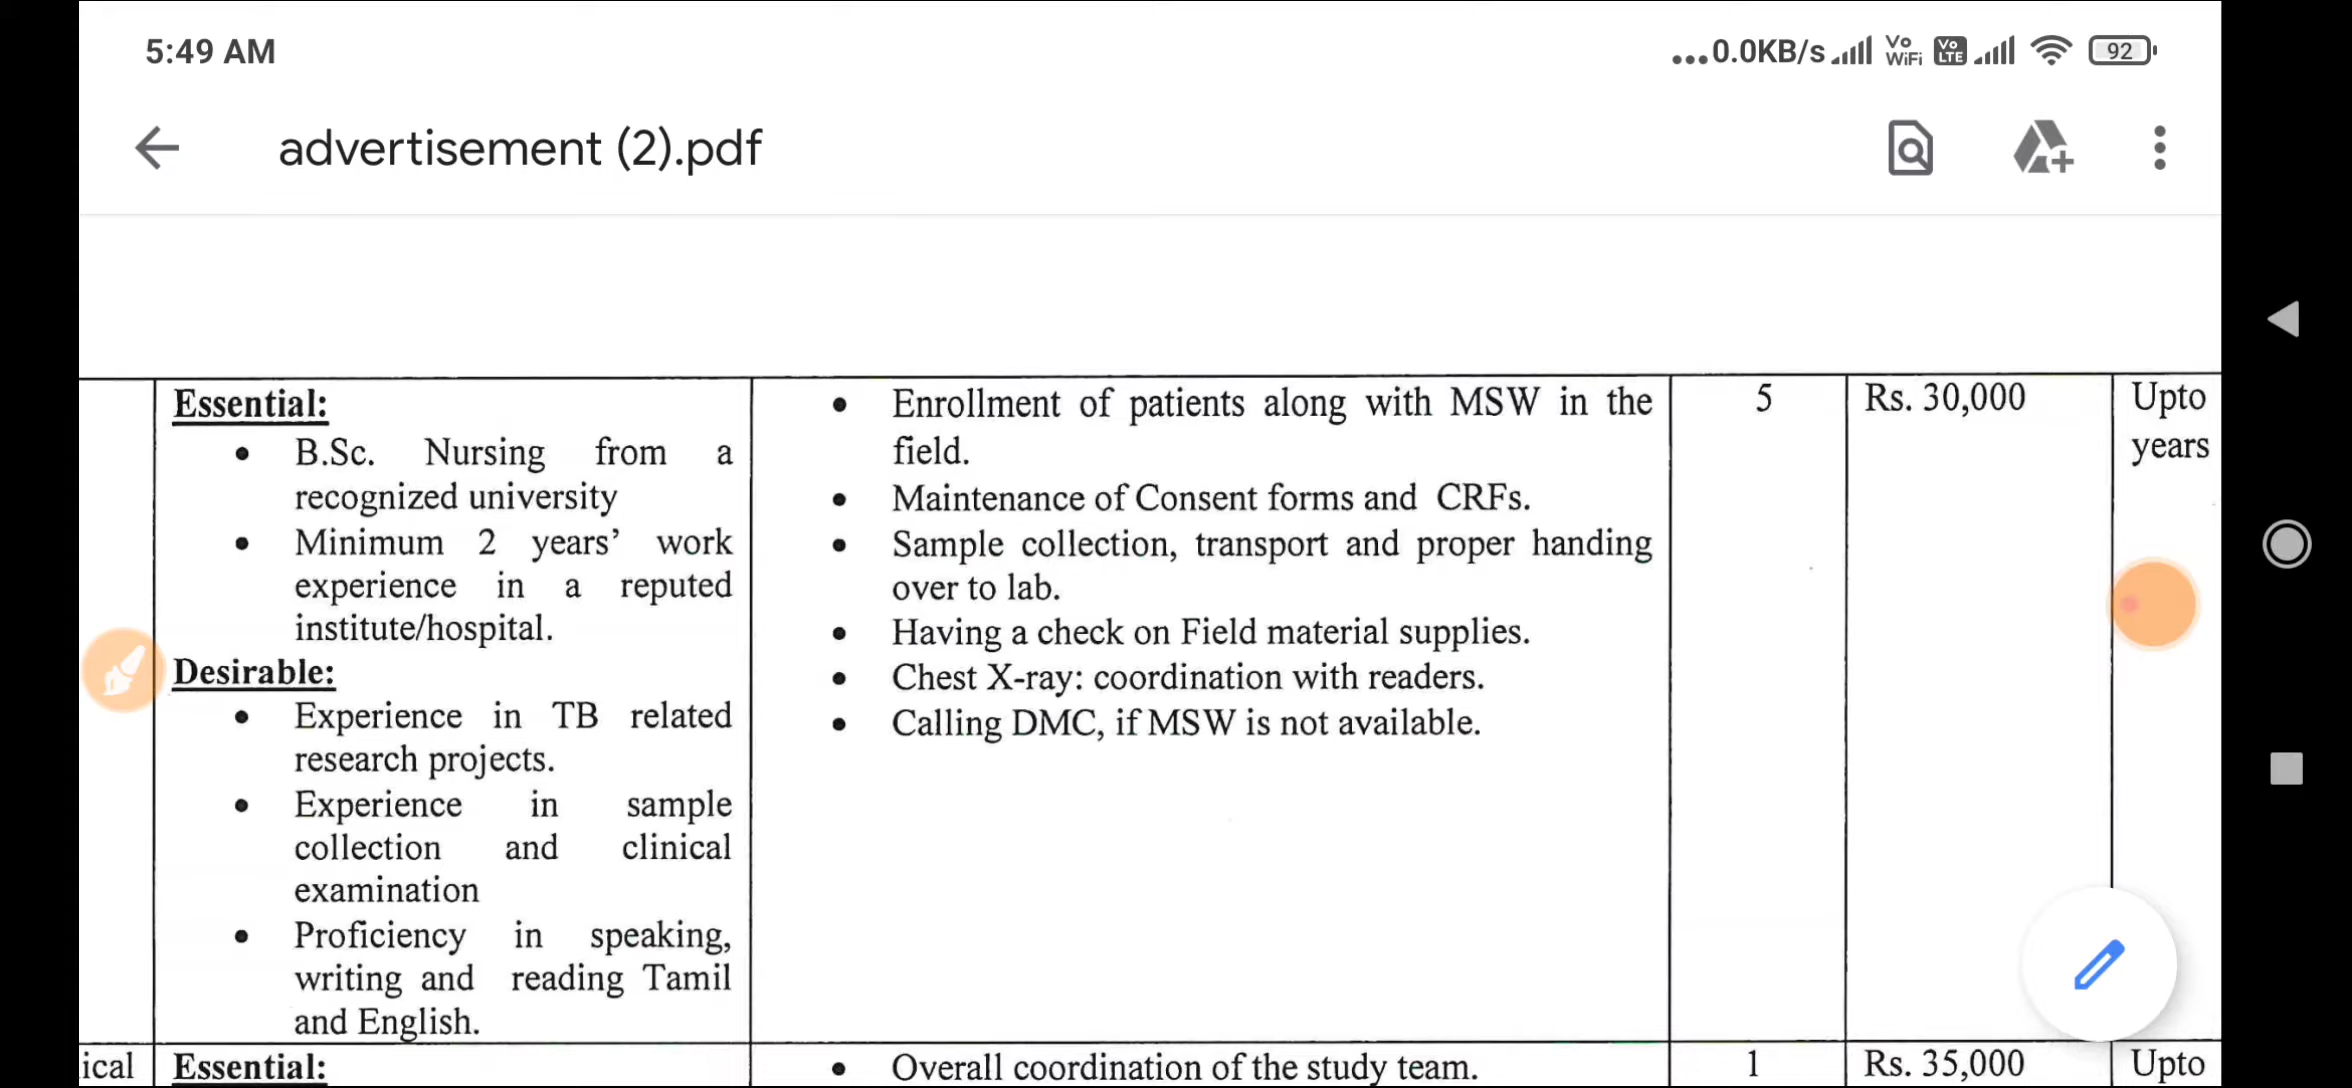 5:49 AM
...0.0KB/s Vo WiFi Vo LTE 92
advertisement (2).pdf
Essential:
• B.Sc. Nursing from a
recognized university
• Minimum 2 years’ work
experience in a reputed
institute/hospital.
Desirable:
• Experience in TB related
research projects.
• Experience in sample
collection and clinical
examination
• Proficiency in speaking,
writing and reading Tamil
and English.
• Enrollment of patients along with MSW in the
field.
• Maintenance of Consent forms and CRFs.
• Sample collection, transport and proper handing
over to lab.
• Having a check on Field material supplies.
• Chest X-ray: coordination with readers.
• Calling DMC, if MSW is not available.
5
Rs. 30,000
Upto
years
ical
Essential:
• Overall coordination of the study team.
1
Rs. 35,000
Upto